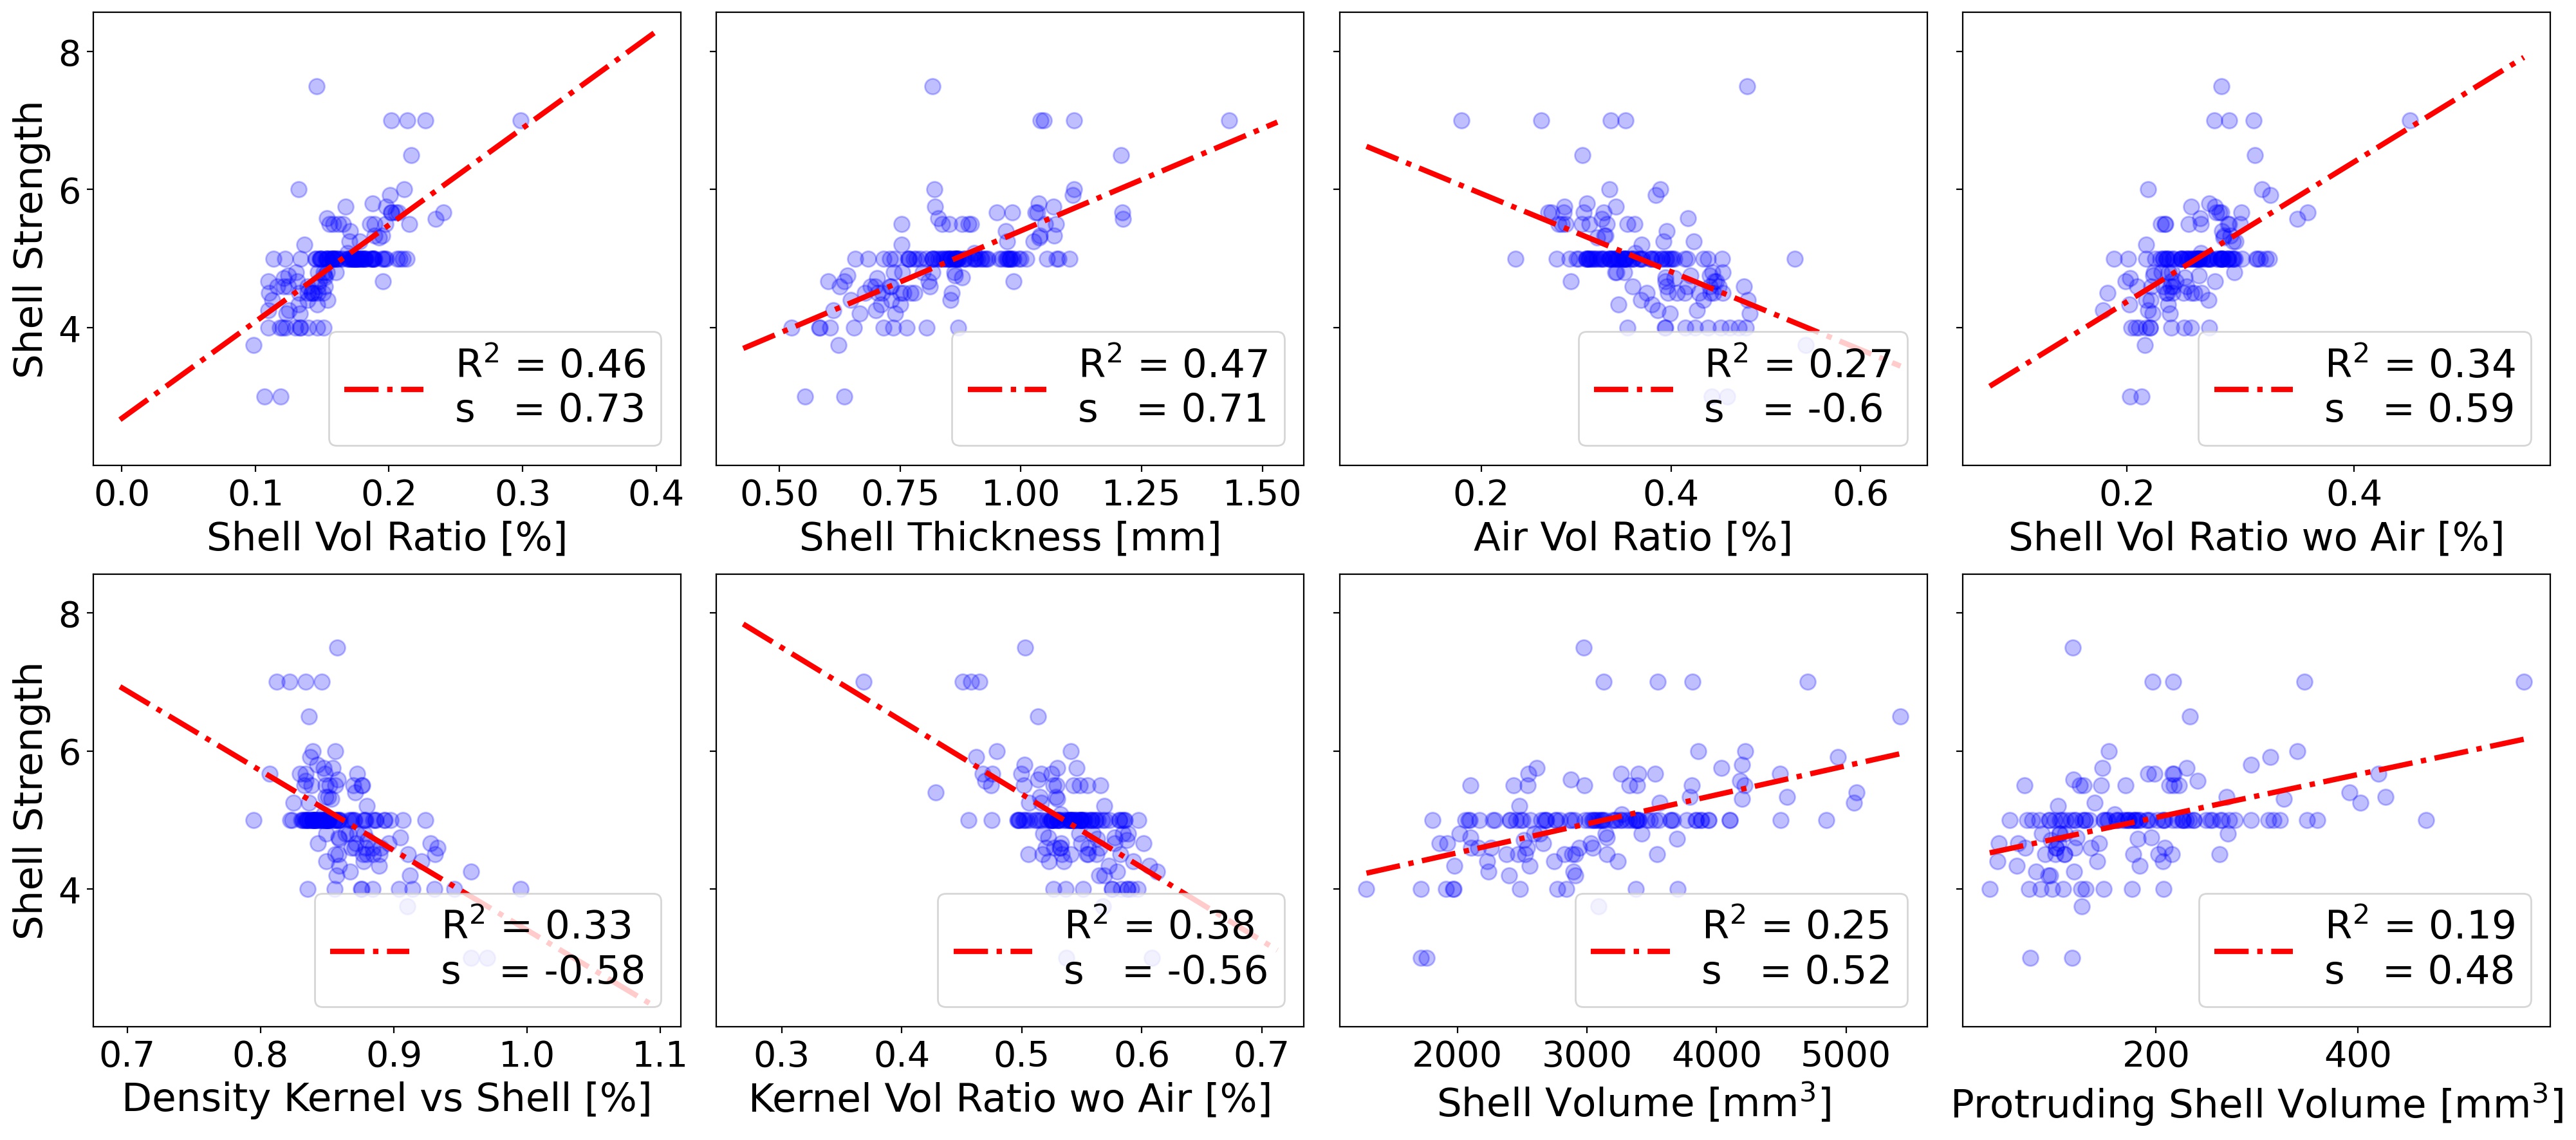 Shell Strength
8
6
4
R² = 0.46
s = 0.73
0.0 0.1 0.2 0.3 0.4
Shell Vol Ratio [%]
R² = 0.47
s = 0.71
0.50 0.75 1.00 1.25 1.50
Shell Thickness [mm]
R² = 0.27
s = -0.6
0.2 0.4 0.6
Air Vol Ratio [%]
R² = 0.34
s = 0.59
0.2 0.4
Shell Vol Ratio wo Air [%]
Shell Strength
8
6
4
R² = 0.33
s = -0.58
0.7 0.8 0.9 1.0 1.1
Density Kernel vs Shell [%]
R² = 0.38
s = -0.56
0.3 0.4 0.5 0.6 0.7
Kernel Vol Ratio wo Air [%]
R² = 0.25
s = 0.52
2000 3000 4000 5000
Shell Volume [mm³]
R² = 0.19
s = 0.48
200 400
Protruding Shell Volume [mm³]